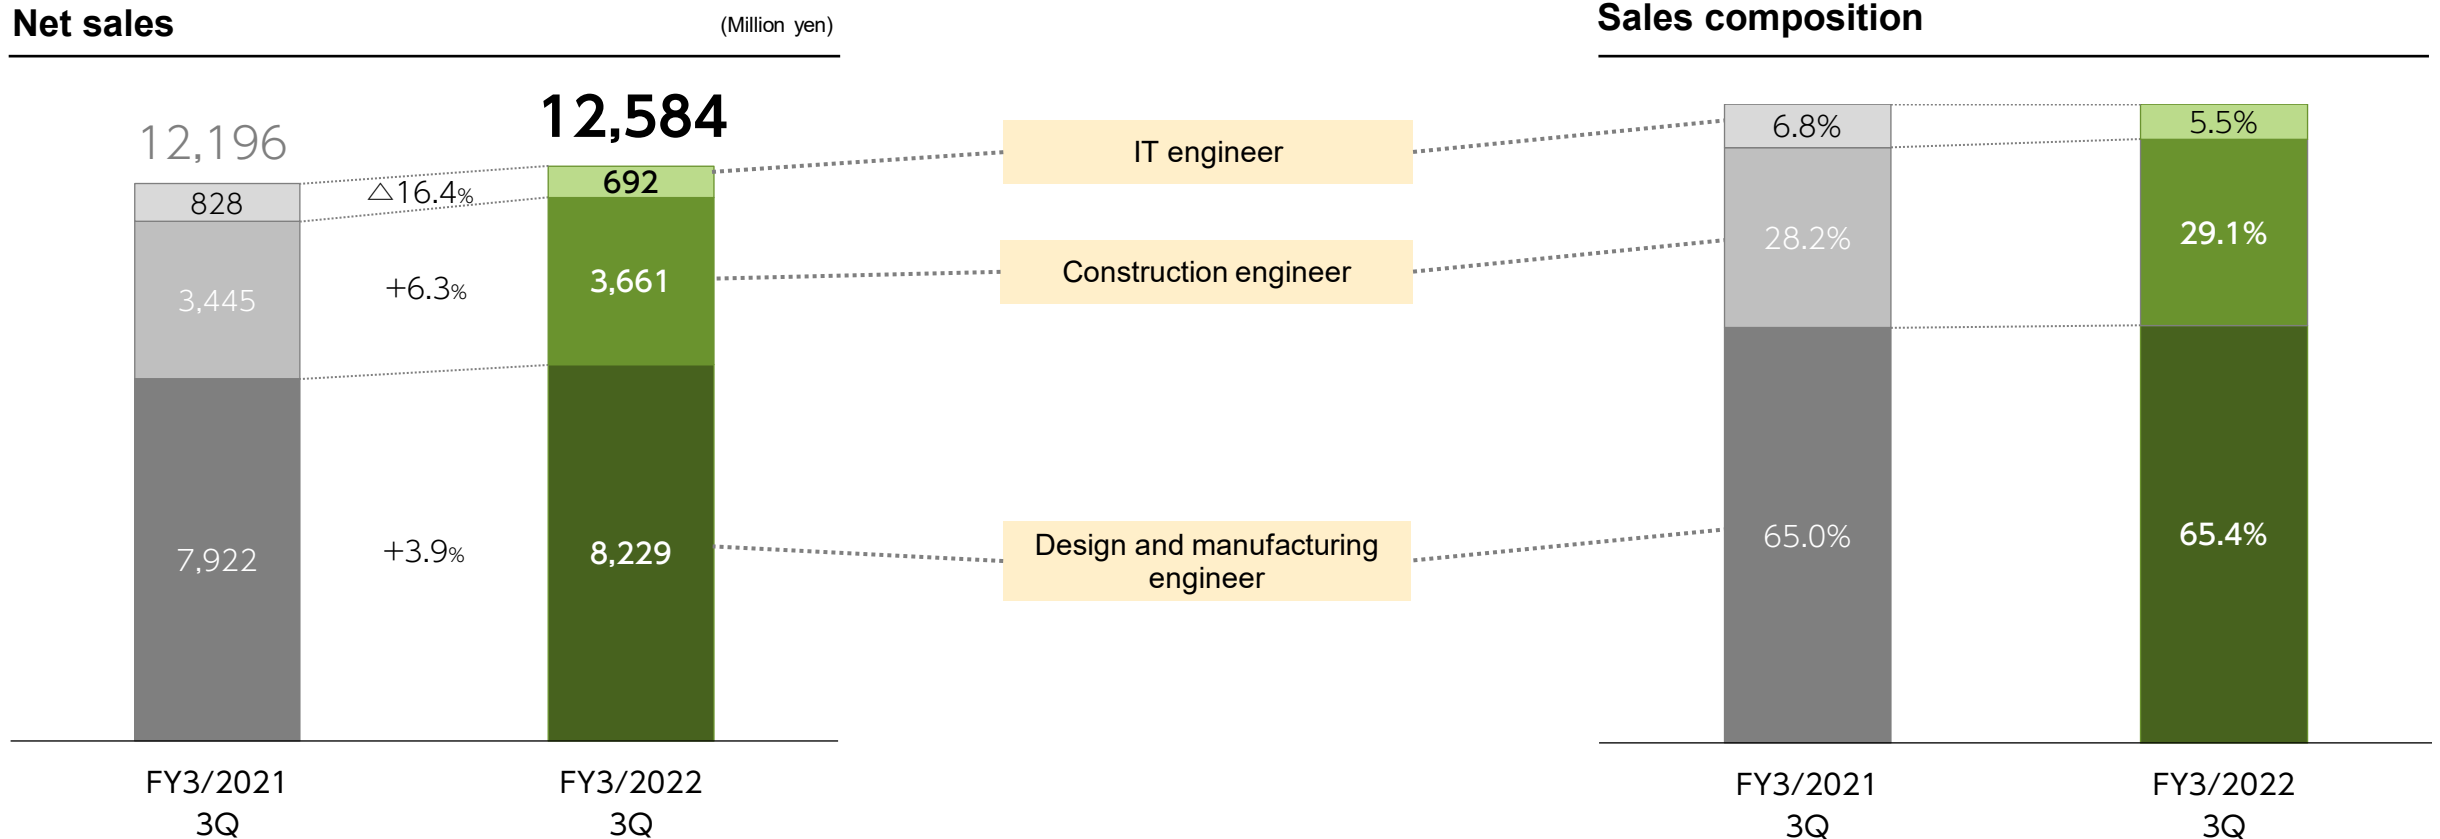 Net sales
(Million yen)
12,196
12,584
828
△16.4%
692
3,445
+6.3%
3,661
7,922
+3.9%
8,229
FY3/2021
3Q
FY3/2022
3Q
IT engineer
Construction engineer
Design and manufacturing
engineer
Sales composition
6.8%
5.5%
28.2%
29.1%
65.0%
65.4%
FY3/2021
3Q
FY3/2022
3Q